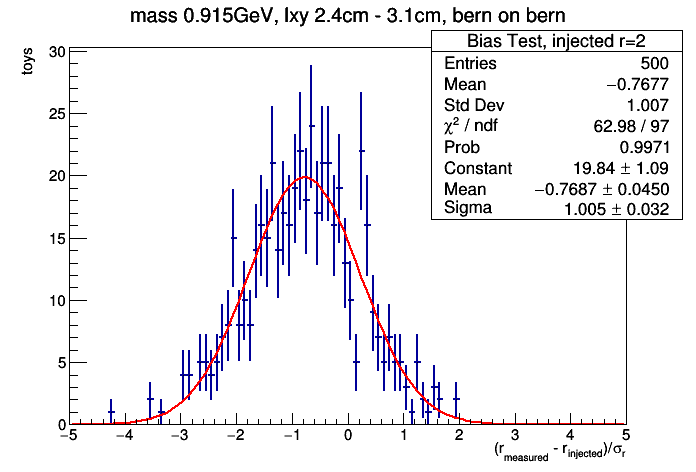 mass 0.915GeV, lxy 2.4cm - 3.1cm, bern on bern
Bias Test, injected r=2
Entries 500
Mean −0.7677
Std Dev 1.007
χ² / ndf 62.98 / 97
Prob 0.9971
Constant 19.84 ± 1.09
Mean −0.7687 ± 0.0450
Sigma 1.005 ± 0.032
toys
30
25
20
15
10
5
0
−5 −4 −3 −2 −1 0 1 2 3 4 5
(r_measured - r_injected)/σ_r